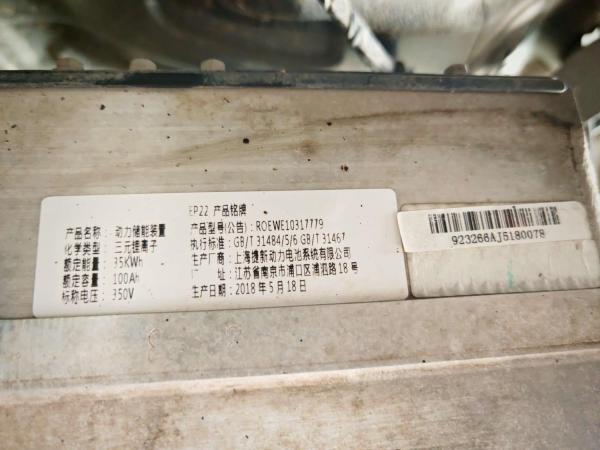 EP22 产品铭牌
产品名称: 动力储能装置
化学类型: 三元锂离子
额定能量: 35KWh
额定容量: 100Ah
标称电压: 350V
产品型号(公告): ROEWE10317779
执行标准: GB/T 31484/5/6 GB/T 31467
生产厂商: 上海捷新动力电池系统有限公司
地 址: 江苏省南京市浦口区浦泗路18号
生产日期: 2018年5月18日
923266AJ5180078